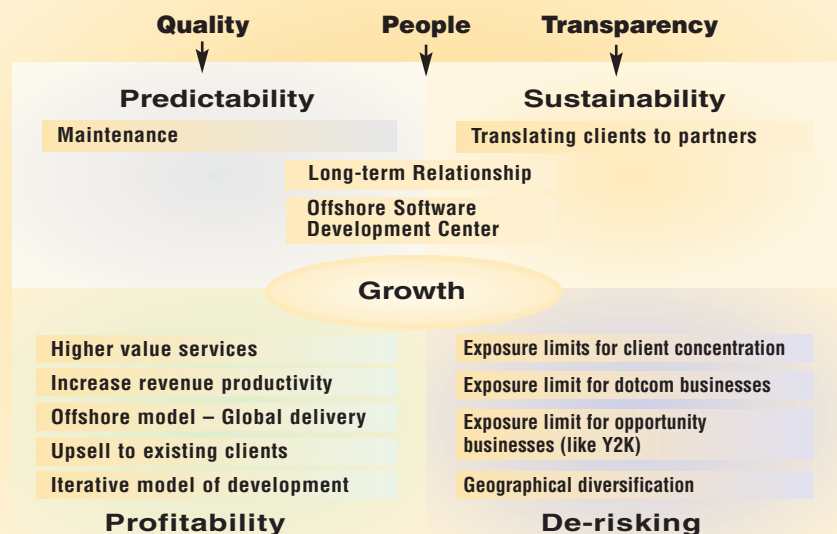 Quality People Transparency
Predictability
Maintenance
Sustainability
Translating clients to partners
Long-term Relationship
Offshore Software
Development Center
Growth
Higher value services
Increase revenue productivity
Offshore model – Global delivery
Upsell to existing clients
Iterative model of development
Profitability
Exposure limits for client concentration
Exposure limit for dotcom businesses
Exposure limit for opportunity
businesses (like Y2K)
Geographical diversification
De-risking